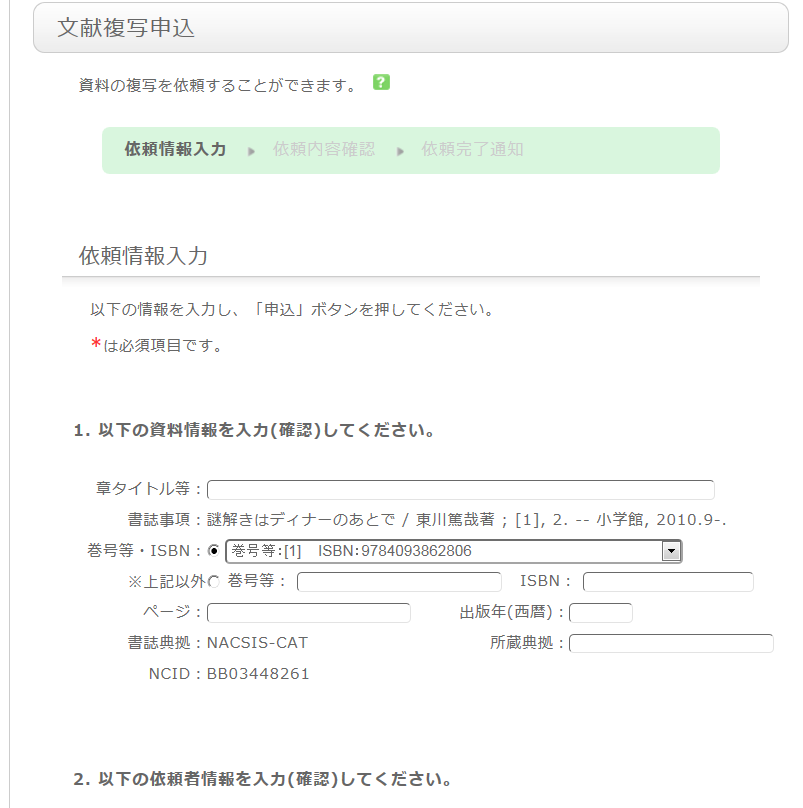 文献複写申込
資料の複写を依頼することができます。 ?
依頼情報入力 ▶ 依頼内容確認 ▶ 依頼完了通知
依頼情報入力
以下の情報を入力し、「申込」ボタンを押してください。
*は必須項目です。
1. 以下の資料情報を入力(確認)してください。
章タイトル等：
書誌事項：謎解きはディナーのあとで / 東川篤哉著 ; [1], 2. -- 小学館, 2010.9-.
巻号等・ISBN： 巻号等:[1] ISBN:9784093862806
※上記以外 巻号等： ISBN：
ページ： 出版年(西暦)：
書誌典拠：NACSIS-CAT 所蔵典拠：
NCID：BB03448261
2. 以下の依頼者情報を入力(確認)してください。